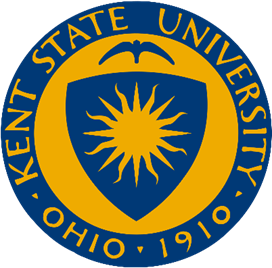 KENT STATE UNIVERSITY
OHIO · 1910